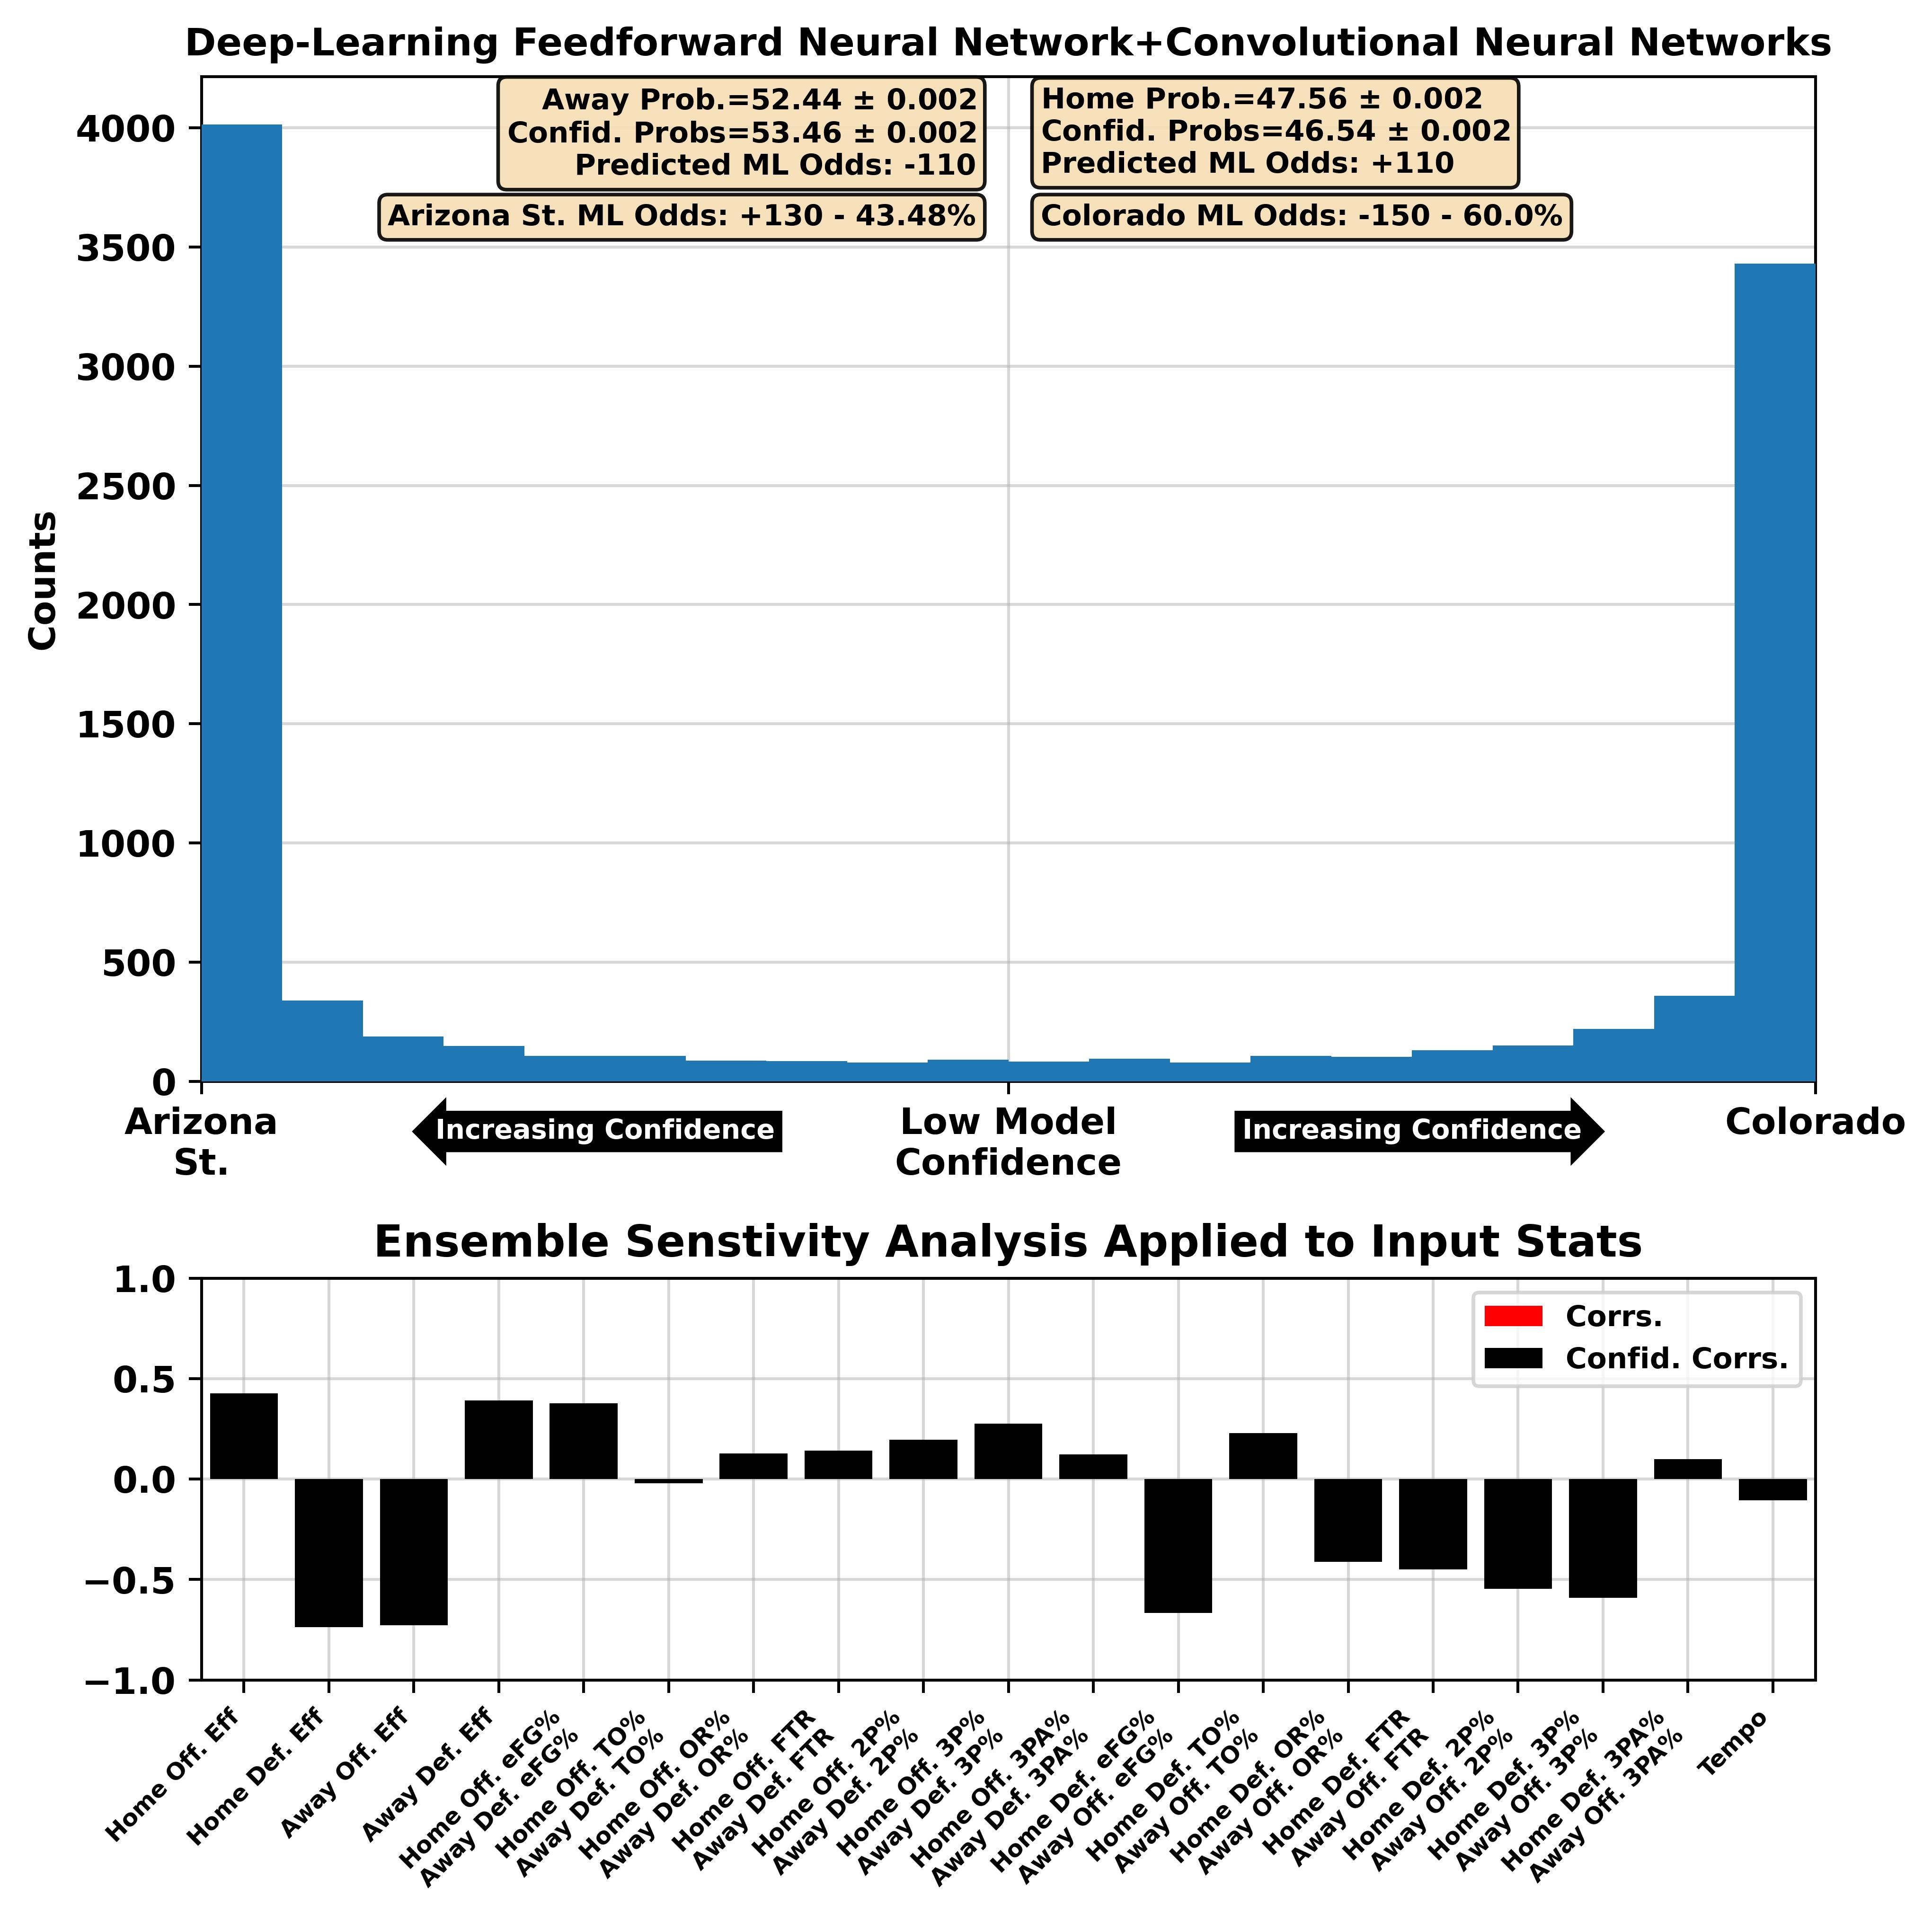 Deep-Learning Feedforward Neural Network+Convolutional Neural Networks
Away Prob.=52.44 ± 0.002
Confid. Probs=53.46 ± 0.002
Predicted ML Odds: -110
Home Prob.=47.56 ± 0.002
Confid. Probs=46.54 ± 0.002
Predicted ML Odds: +110
Arizona St. ML Odds: +130 - 43.48%
Colorado ML Odds: -150 - 60.0%
Counts
4000
3500
3000
2500
2000
1500
1000
500
0
Arizona
St.
Increasing Confidence
Low Model
Confidence
Increasing Confidence
Colorado
Ensemble Senstivity Analysis Applied to Input Stats
1.0
0.5
0.0
−0.5
−1.0
Corrs.
Confid. Corrs.
Home Off. Eff
Home Def. Eff
Away Off. Eff
Away Def. Eff
Home Off. eFG%
Away Def. eFG%
Home Off. TO%
Away Def. TO%
Home Off. OR%
Away Def. OR%
Home Off. FTR
Away Def. FTR
Home Off. 2P%
Away Def. 2P%
Home Off. 3P%
Away Def. 3P%
Home Off. 3PA%
Away Def. 3PA%
Home Def. eFG%
Away Off. eFG%
Home Def. TO%
Away Off. TO%
Home Def. OR%
Away Off. OR%
Home Def. FTR
Away Off. FTR
Home Def. 2P%
Away Off. 2P%
Home Def. 3P%
Away Off. 3P%
Home Def. 3PA%
Away Off. 3PA%
Tempo